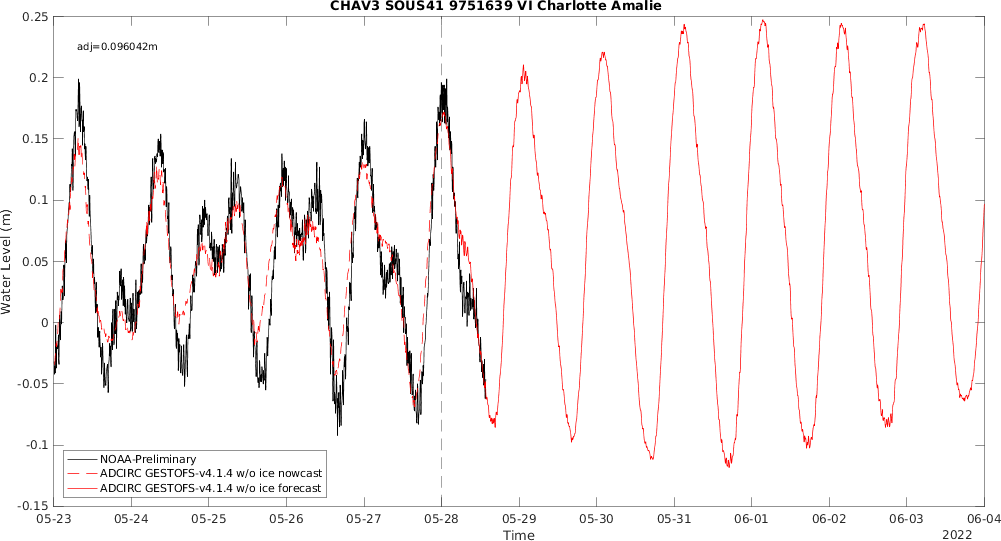 CHAV3 SOUS41 9751639 VI Charlotte Amalie
adj=0.096042m
0.25
0.2
0.15
0.1
0.05
0
-0.05
-0.1
-0.15
Water Level (m)
NOAA-Preliminary
ADCIRC GESTOFS-v4.1.4 w/o ice nowcast
ADCIRC GESTOFS-v4.1.4 w/o ice forecast
05-23 05-24 05-25 05-26 05-27 05-28 05-29 05-30 05-31 06-01 06-02 06-03 06-04
Time
2022